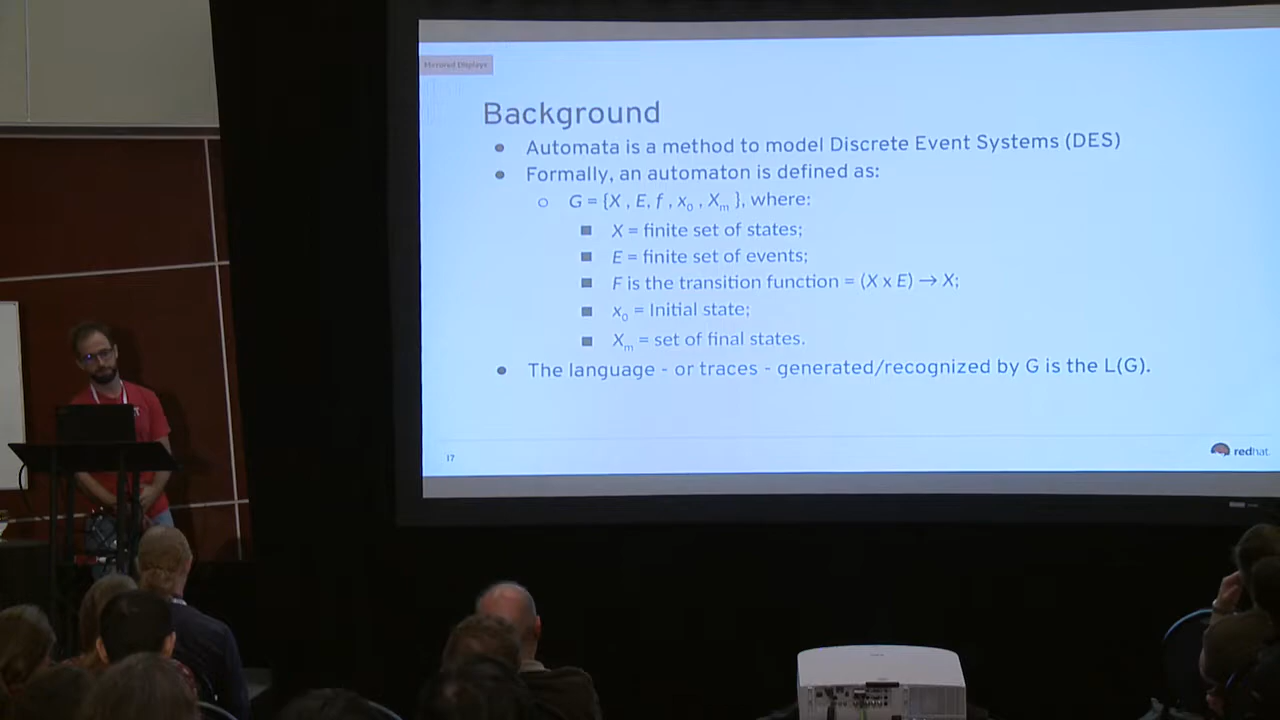 Mirrored Displays
Background
● Automata is a method to model Discrete Event Systems (DES)
● Formally, an automaton is defined as:
○ G = {X , E, f , x₀ , Xₘ }, where:
■ X = finite set of states;
■ E = finite set of events;
■ F is the transition function = (X x E) → X;
■ x₀ = Initial state;
■ Xₘ = set of final states.
● The language - or traces - generated/recognized by G is the L(G).
17
redhat.